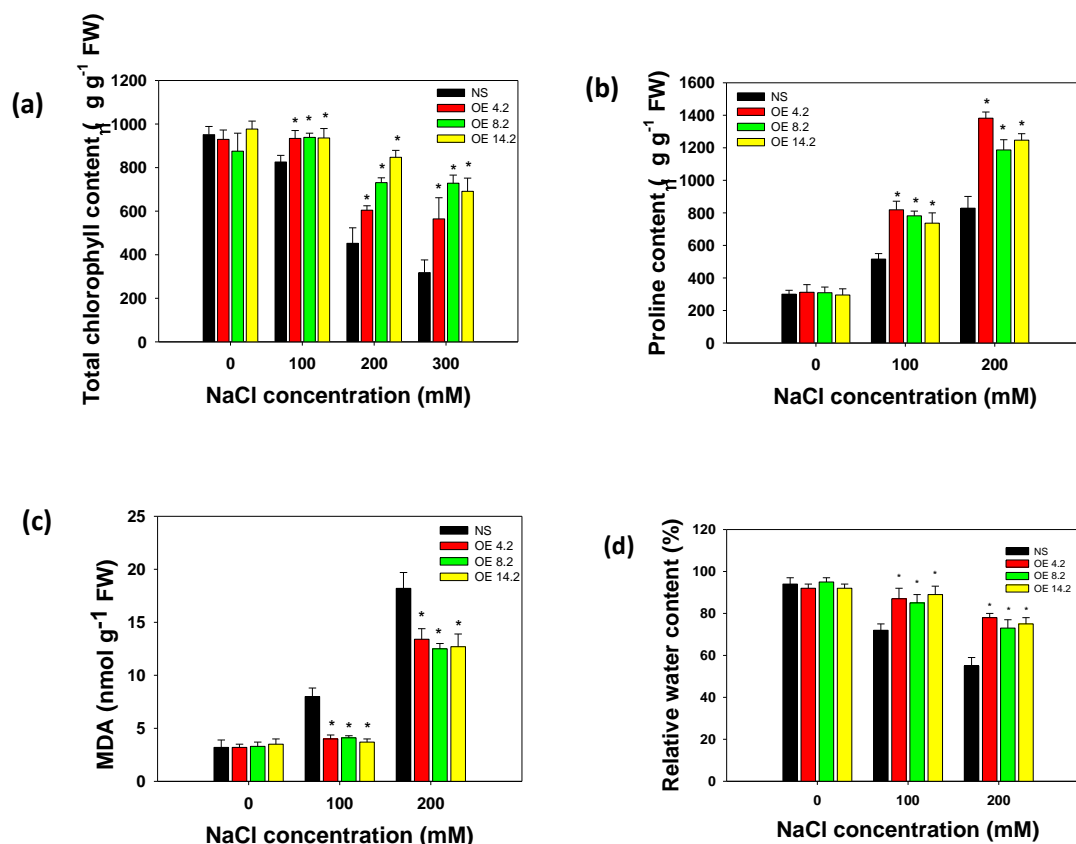 (a)
Total chlorophyll content ( g g-1 FW)
1200
1000
800
600
400
200
0
NS
OE 4.2
OE 8.2
OE 14.2
* * *
* * *
* * *
0 100 200 300
NaCl concentration (mM)
(b)
Proline content ( g g-1 FW)
1600
1400
1200
1000
800
600
400
200
0
NS
OE 4.2
OE 8.2
OE 14.2
* * *
* * *
0 100 200
NaCl concentration (mM)
(c)
MDA (nmol g-1 FW)
25
20
15
10
5
0
NS
OE 4.2
OE 8.2
OE 14.2
* * *
* * *
0 100 200
NaCl concentration (mM)
(d)
Relative water content (%)
120
100
80
60
40
20
0
NS
OE 4.2
OE 8.2
OE 14.2
* * *
* * *
0 100 200
NaCl concentration (mM)